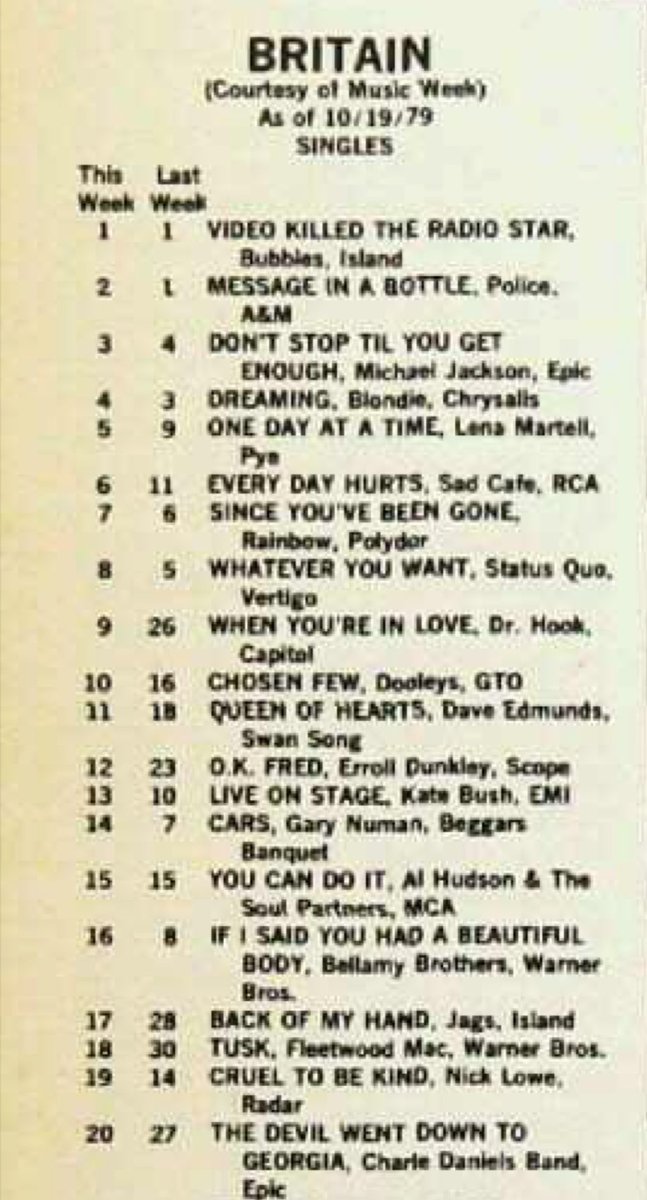 BRITAIN
(Courtesy of Music Week)
As of 10/19/79
SINGLES
This Last
Week Week
1 1 VIDEO KILLED THE RADIO STAR,
Bubbles, Island
2 1 MESSAGE IN A BOTTLE, Police,
A&M
3 4 DON'T STOP TIL YOU GET
ENOUGH, Michael Jackson, Epic
4 3 DREAMING, Blondie, Chrysalis
5 9 ONE DAY AT A TIME, Lena Martell,
Pye
6 11 EVERY DAY HURTS, Sad Cafe, RCA
7 6 SINCE YOU'VE BEEN GONE,
Rainbow, Polydor
8 5 WHATEVER YOU WANT, Status Quo,
Vertigo
9 26 WHEN YOU'RE IN LOVE, Dr. Hook,
Capitol
10 16 CHOSEN FEW, Dooleys, GTO
11 18 QUEEN OF HEARTS, Dave Edmunds,
Swan Song
12 23 O.K. FRED, Erroll Dunkley, Scope
13 10 LIVE ON STAGE, Kate Bush, EMI
14 7 CARS, Gary Numan, Beggars
Banquet
15 15 YOU CAN DO IT, Al Hudson & The
Soul Partners, MCA
16 8 IF I SAID YOU HAD A BEAUTIFUL
BODY, Bellamy Brothers, Warner
Bros.
17 28 BACK OF MY HAND, Jags, Island
18 30 TUSK, Fleetwood Mac, Warner Bros.
19 14 CRUEL TO BE KIND, Nick Lowe,
Radar
20 27 THE DEVIL WENT DOWN TO
GEORGIA, Charle Daniels Band,
Epic